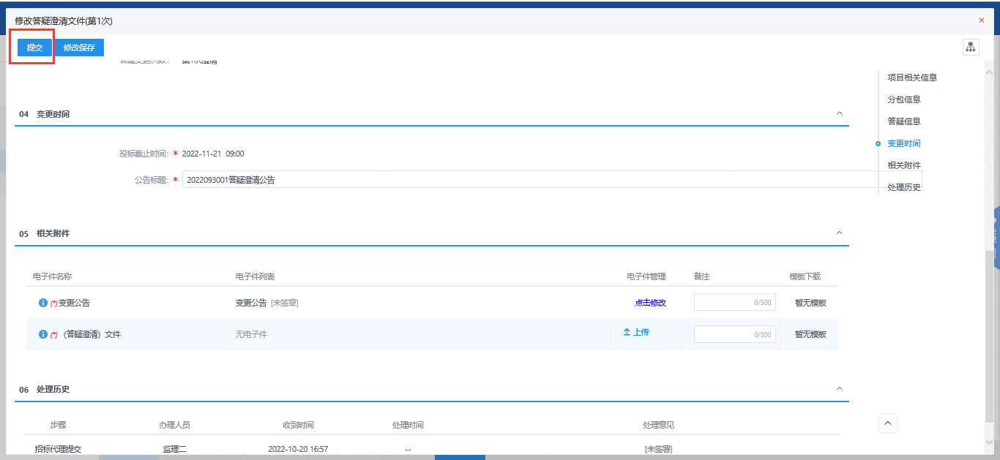 修改答疑澄清文件(第1次)
×
提交 修改保存
答疑变更次数: 第1次澄清
04 变更时间
投标截止时间: * 2022-11-21 09:00
公告标题: * 2022093001答疑澄清公告
05 相关附件
电子件名称 电子件列表 电子件管理 备注 模板下载
(*)变更公告 变更公告 [未签章] 点击修改 0/500 暂无模板
(*) (答疑澄清) 文件 无电子件 上传 0/500 暂无模板
06 处理历史
步骤 办理人员 收到时间 处理时间 处理意见
招标代理提交 监理二 2022-10-20 16:57 -- [未签署]
项目相关信息
分包信息
答疑信息
变更时间
相关附件
处理历史